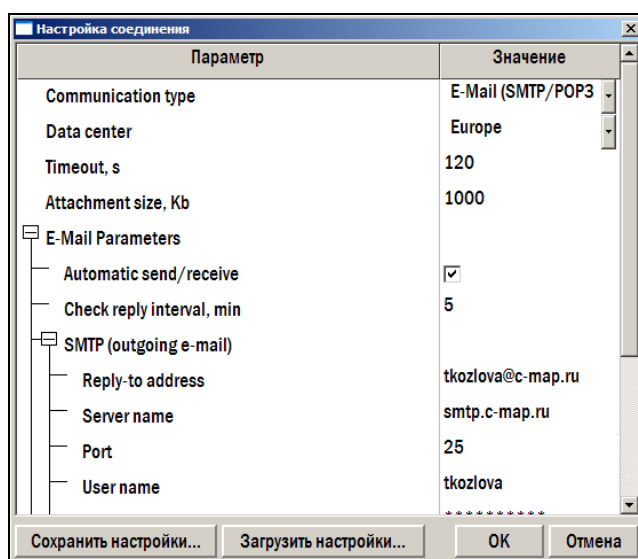 Настройка соединения
Параметр Значение
Communication type E-Mail (SMTP/POP3
Data center Europe
Timeout, s 120
Attachment size, Kb 1000
E-Mail Parameters
Automatic send/receive
Check reply interval, min 5
SMTP (outgoing e-mail)
Reply-to address tkozlova@c-map.ru
Server name smtp.c-map.ru
Port 25
User name tkozlova
**********
Сохранить настройки... Загрузить настройки... OK Отмена